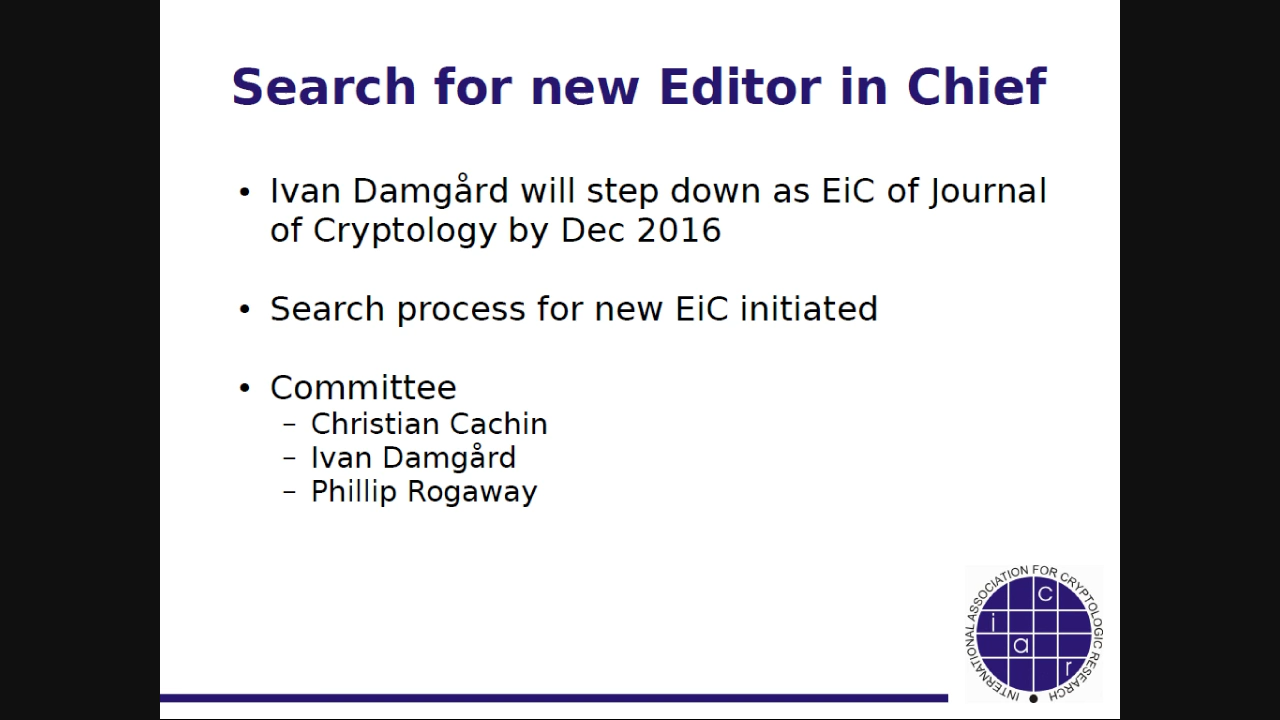 Search for new Editor in Chief
• Ivan Damgård will step down as EiC of Journal
of Cryptology by Dec 2016
• Search process for new EiC initiated
• Committee
– Christian Cachin
– Ivan Damgård
– Phillip Rogaway
INTERNATIONAL ASSOCIATION FOR CRYPTOLOGIC RESEARCH
c
i
a
r